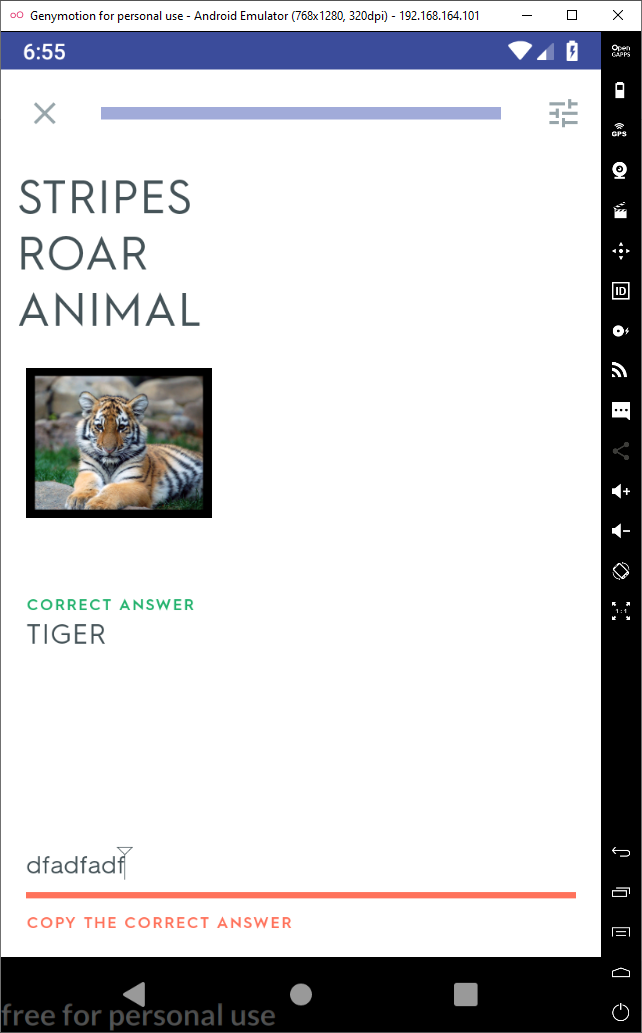 Genymotion for personal use - Android Emulator (768x1280, 320dpi) - 192.168.164.101
6:55
Open
GAPPS
GPS
STRIPES
ROAR
ANIMAL
ID
CORRECT ANSWER
TIGER
1:1
dfadfadf
COPY THE CORRECT ANSWER
free for personal use